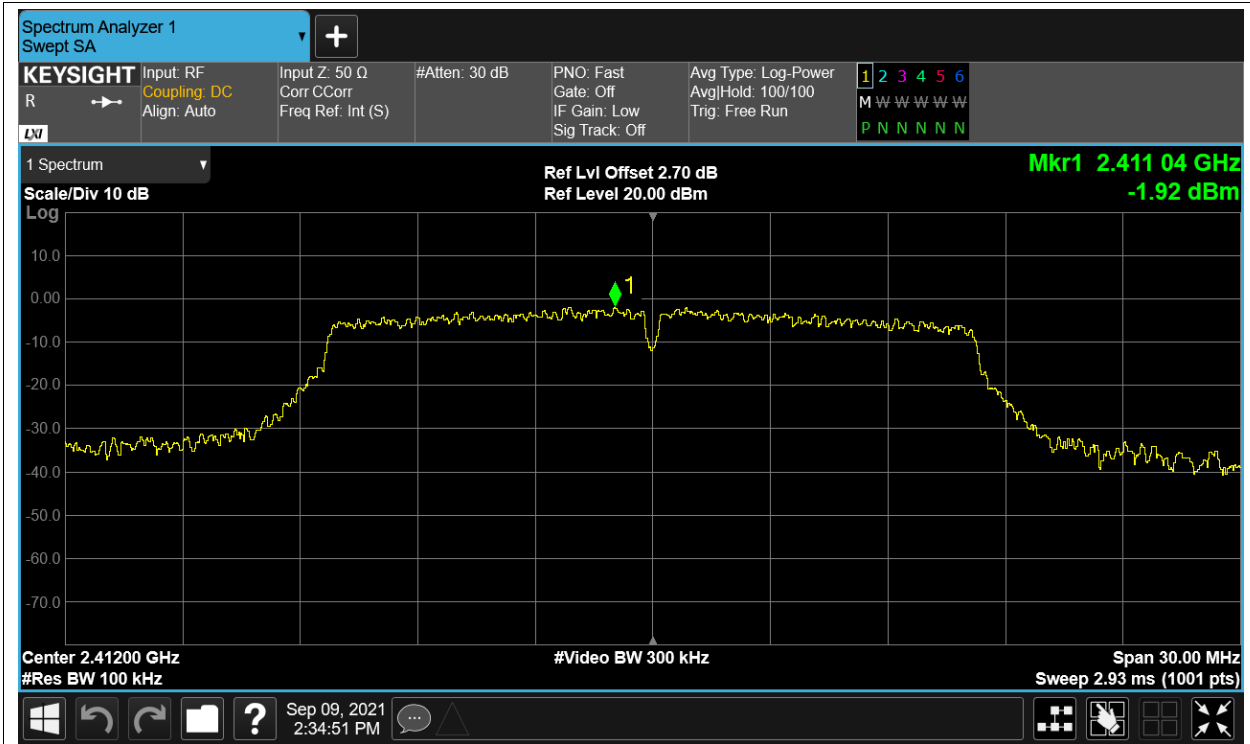 Spectrum Analyzer 1
Swept SA
KEYSIGHT
R
LXI
Input: RF
Coupling: DC
Align: Auto
Input Z: 50 Ω
Corr CCorr
Freq Ref: Int (S)
#Atten: 30 dB
PNO: Fast
Gate: Off
IF Gain: Low
Sig Track: Off
Avg Type: Log-Power
Avg|Hold: 100/100
Trig: Free Run
1 2 3 4 5 6
M W W W W W
P N N N N N
1 Spectrum
Scale/Div 10 dB
Log
Ref Lvl Offset 2.70 dB
Ref Level 20.00 dBm
Mkr1 2.411 04 GHz
-1.92 dBm
1
10.0
0.00
-10.0
-20.0
-30.0
-40.0
-50.0
-60.0
-70.0
Center 2.41200 GHz
#Res BW 100 kHz
#Video BW 300 kHz
Span 30.00 MHz
Sweep 2.93 ms (1001 pts)
?
Sep 09, 2021
2:34:51 PM